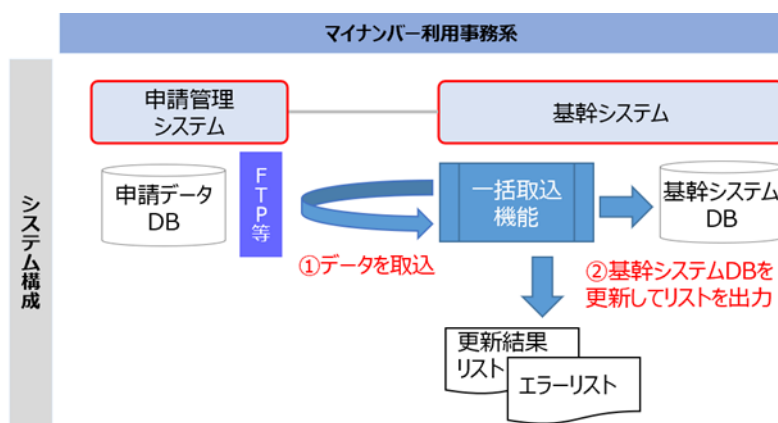 マイナンバー利用事務系
システム構成
申請管理
システム
基幹システム
申請データ
DB
FTP等
一括取込
機能
基幹システム
DB
①データを取込
②基幹システムDBを
更新してリストを出力
更新結果
リスト
エラーリスト